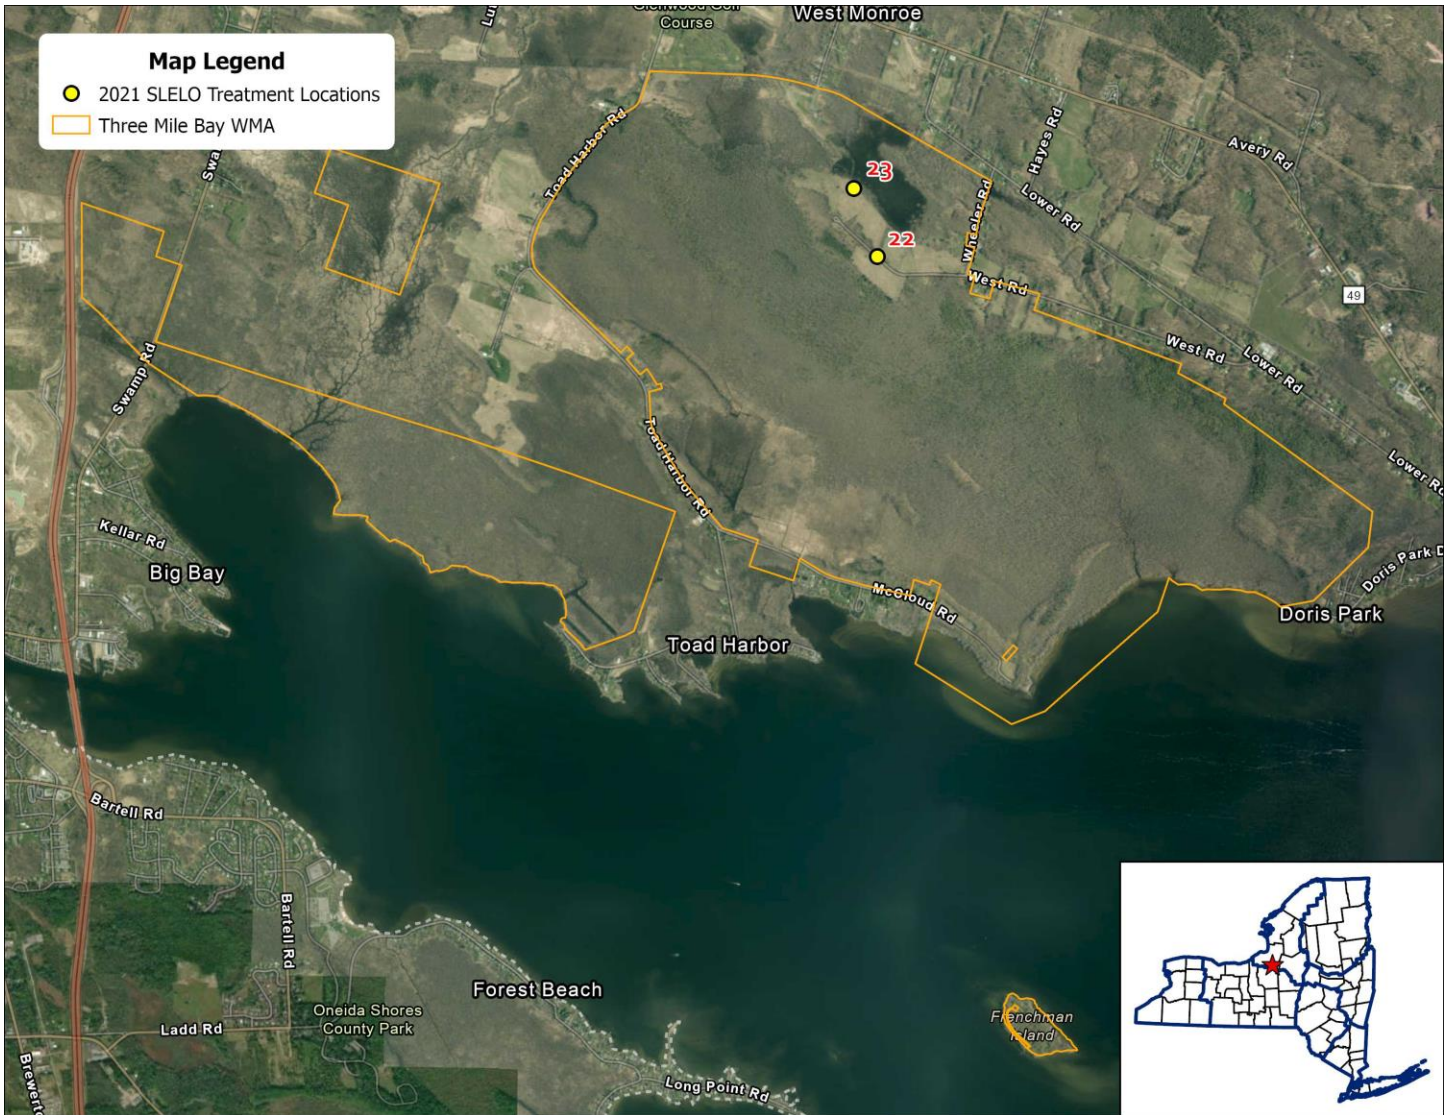 Glenwood Golf
Course
West Monroe
Map Legend
2021 SLELO Treatment Locations
Three Mile Bay WMA
Toad Harbor Rd
Hayes Rd
Avery Rd
23
22
Wheeler Rd
Lower Rd
West Rd
49
Swamp Rd
West Rd
Lower Rd
Toad Harbor Rd
Lower Rd
Kellar Rd
Big Bay
McCloud Rd
Doris Park D
Doris Park
Toad Harbor
Bartell Rd
Bartell Rd
Forest Beach
Oneida Shores
County Park
Ladd Rd
Frenchman
Island
Long Point Rd
Brewert